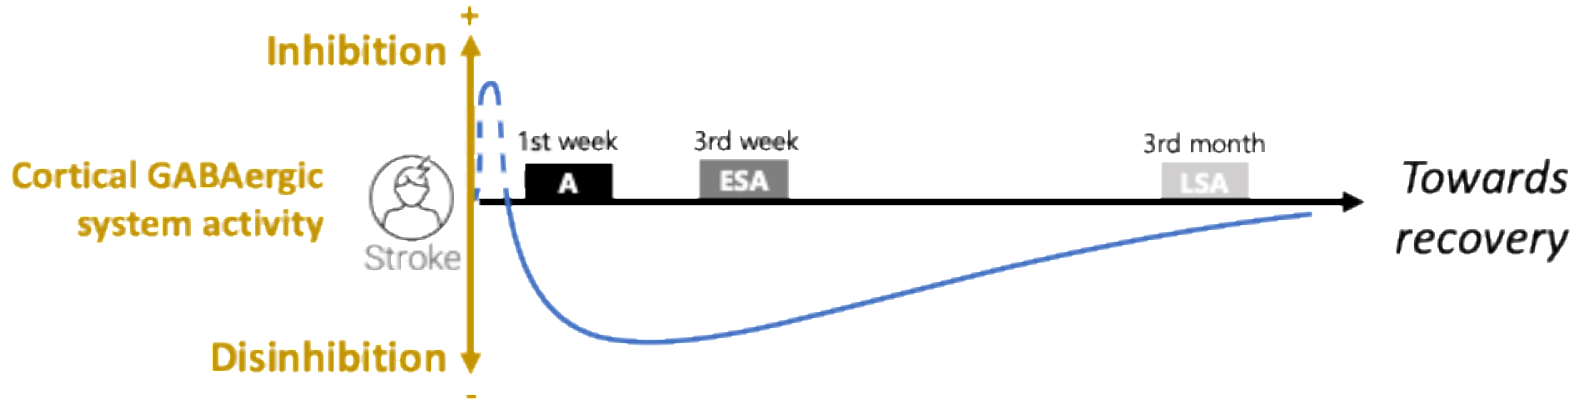 +
Inhibition
1st week
3rd week
3rd month
A
ESA
LSA
Cortical GABAergic
system activity
Stroke
Towards
recovery
Disinhibition
-